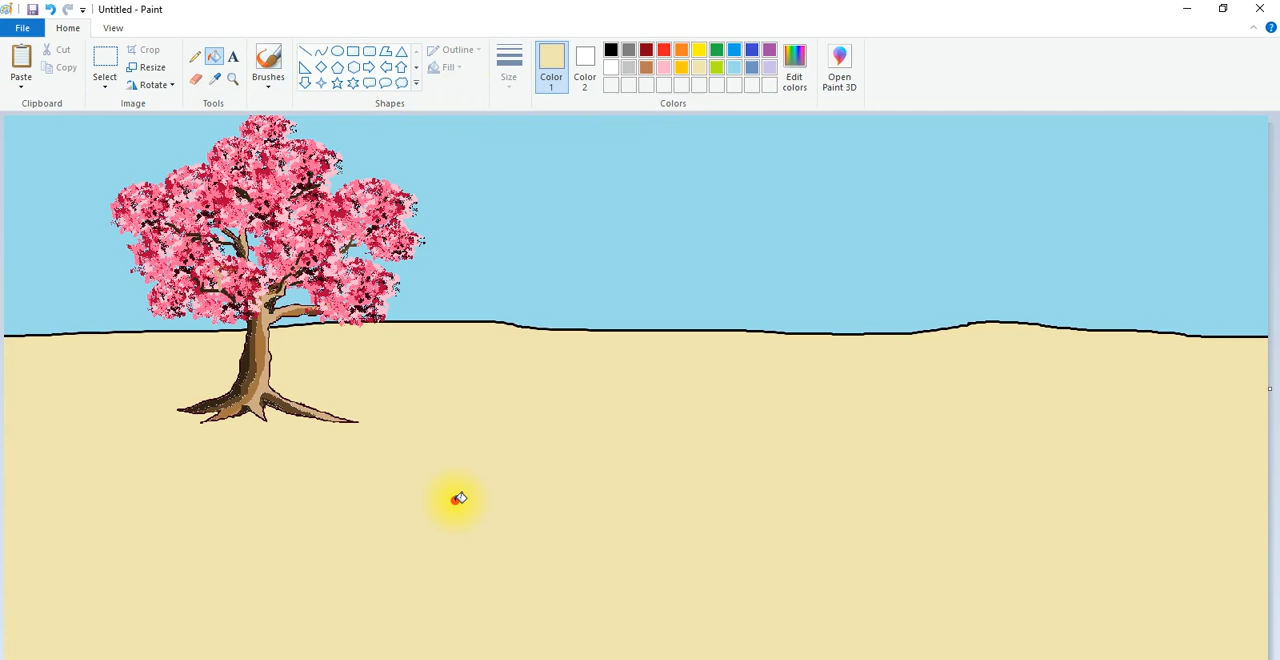 Untitled - Paint
File Home View
Paste Cut Copy
Select Crop Resize Rotate
A
Brushes
Outline
Fill
Size
Color 1 Color 2
Edit colors
Open Paint 3D
Clipboard Image Tools Shapes Colors